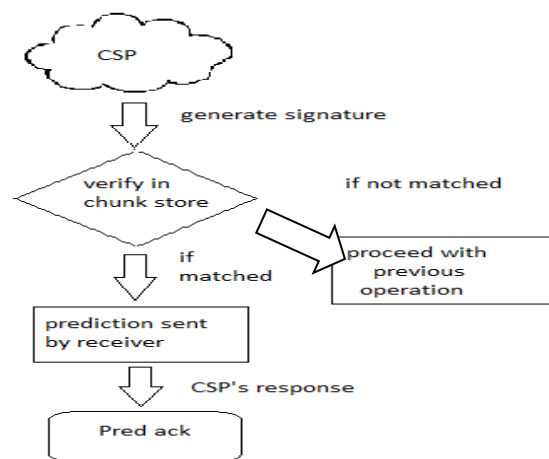 CSP
generate signature
verify in
chunk store
if not matched
if
matched
proceed with
previous
operation
prediction sent
by receiver
CSP's response
Pred ack